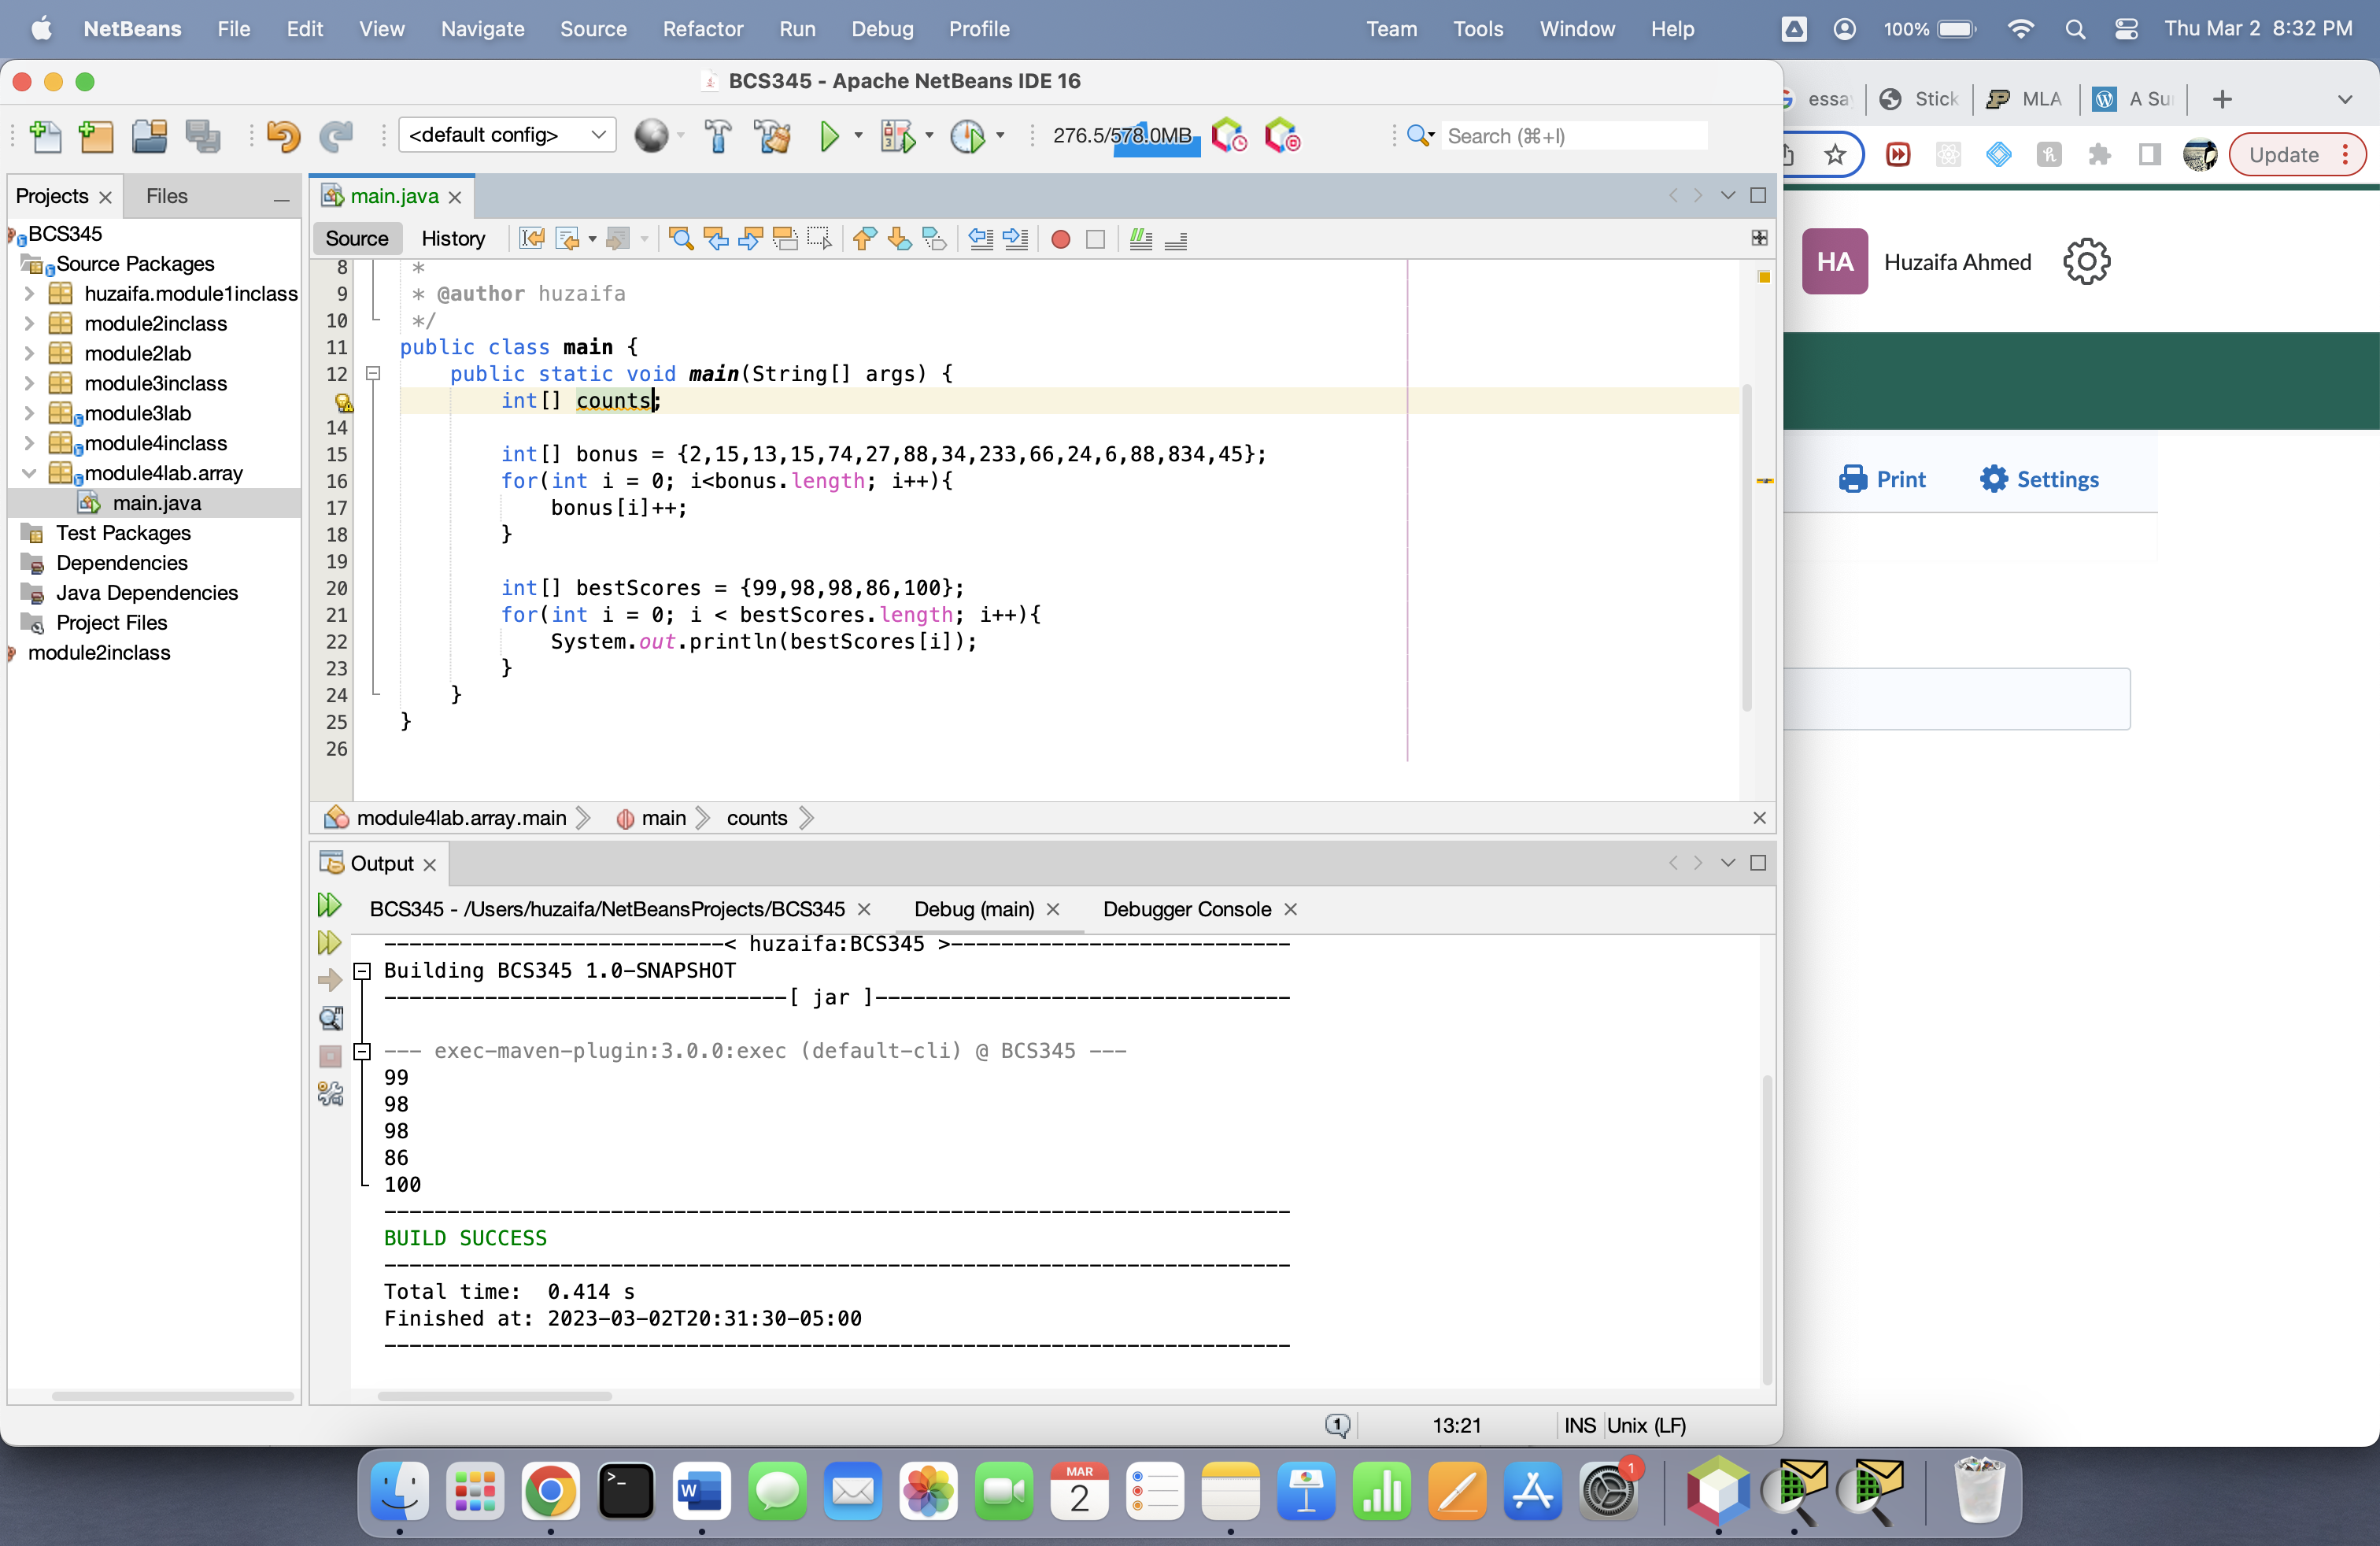 NetBeans File Edit View Navigate Source Refactor Run Debug Profile Team Tools Window Help 100% Thu Mar 2 8:32 PM
BCS345 - Apache NetBeans IDE 16
essa Stick MLA A Su
<default config> 276.5/578.0MB Search (⌘+I)
Update
Projects Files
main.java
Source History
BCS345
Source Packages
huzaifa.module1inclass
module2inclass
module2lab
module3inclass
module3lab
module4inclass
module4lab.array
main.java
Test Packages
Dependencies
Java Dependencies
Project Files
module2inclass
8 *
9 * @author huzaifa
10 */
11 public class main {
12 public static void main(String[] args) {
int[] counts;
14
15 int[] bonus = {2,15,13,15,74,27,88,34,233,66,24,6,88,834,45};
16 for(int i = 0; i<bonus.length; i++){
17 bonus[i]++;
18 }
19
20 int[] bestScores = {99,98,98,86,100};
21 for(int i = 0; i < bestScores.length; i++){
22 System.out.println(bestScores[i]);
23 }
24 }
25 }
26
module4lab.array.main main counts
HA Huzaifa Ahmed
Print Settings
Output
BCS345 - /Users/huzaifa/NetBeansProjects/BCS345 Debug (main) Debugger Console
---------------------------< huzaifa:BCS345 >---------------------------
Building BCS345 1.0-SNAPSHOT
--------------------------------[ jar ]---------------------------------
--- exec-maven-plugin:3.0.0:exec (default-cli) @ BCS345 ---
99
98
98
86
100
------------------------------------------------------------------------
BUILD SUCCESS
------------------------------------------------------------------------
Total time:  0.414 s
Finished at: 2023-03-02T20:31:30-05:00
------------------------------------------------------------------------
1 13:21 INS Unix (LF)
>_ W MAR 2 1